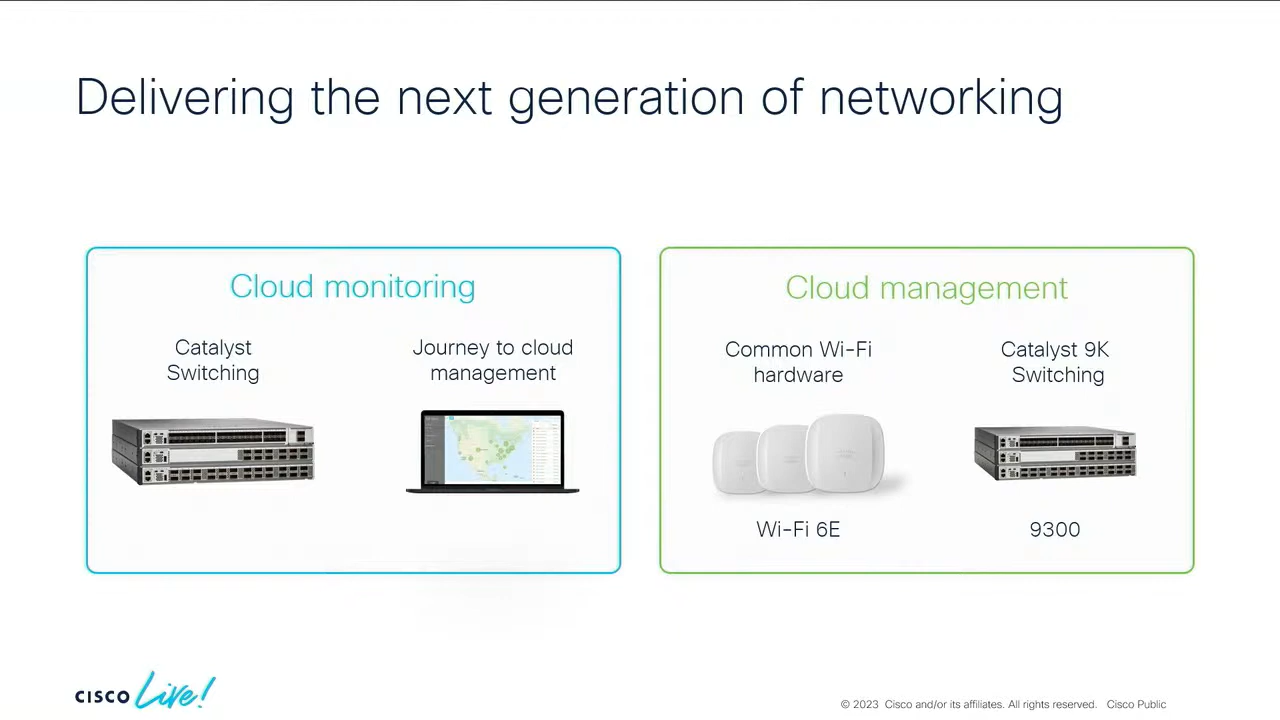 Delivering the next generation of networking
Cloud monitoring
Catalyst
Switching
Journey to cloud
management
Cloud management
Common Wi-Fi
hardware
Wi-Fi 6E
Catalyst 9K
Switching
9300
CISCO Live!
© 2023 Cisco and/or its affiliates. All rights reserved. Cisco Public